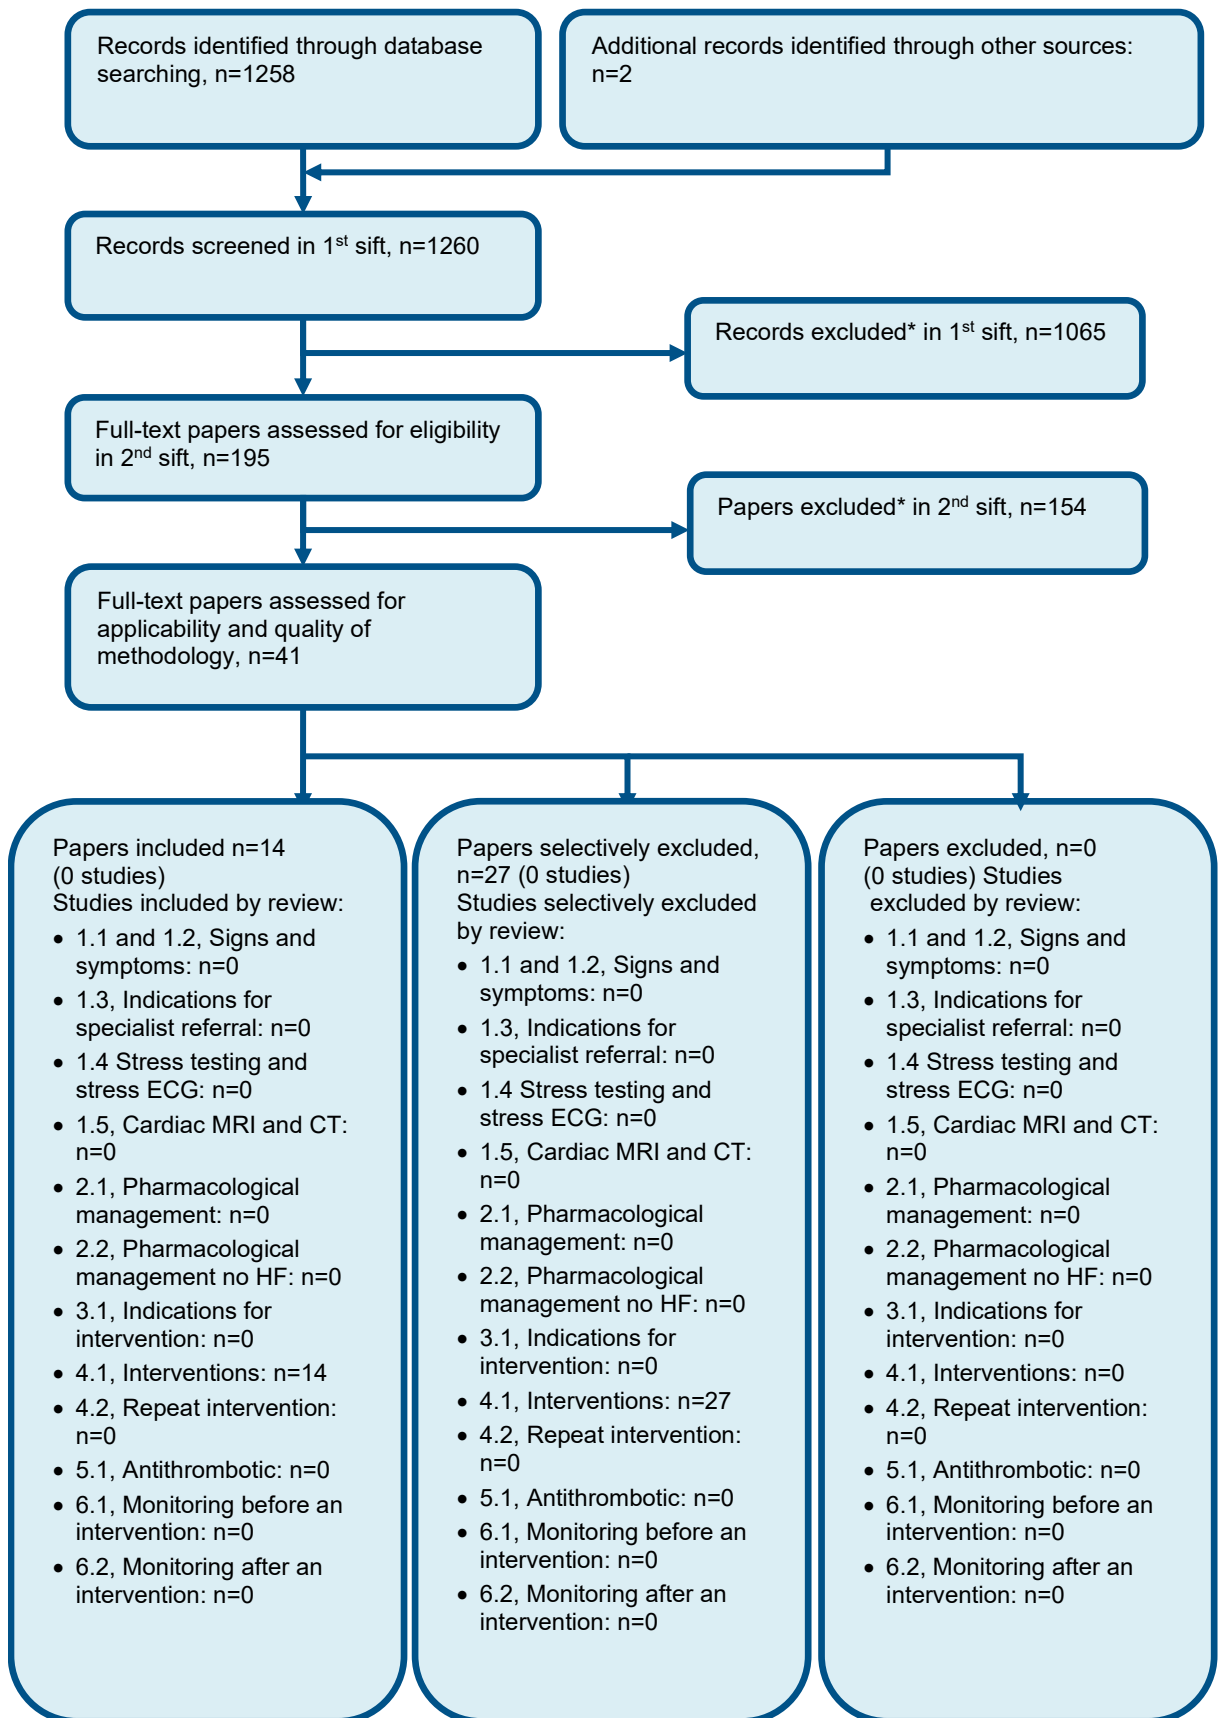 Records identified through database
searching, n=1258
Additional records identified through other sources:
n=2
Records screened in 1st sift, n=1260
Records excluded* in 1st sift, n=1065
Full-text papers assessed for eligibility
in 2nd sift, n=195
Papers excluded* in 2nd sift, n=154
Full-text papers assessed for
applicability and quality of
methodology, n=41
Papers included n=14
(0 studies)
Studies included by review:
• 1.1 and 1.2, Signs and
symptoms: n=0
• 1.3, Indications for
specialist referral: n=0
• 1.4 Stress testing and
stress ECG: n=0
• 1.5, Cardiac MRI and CT:
n=0
• 2.1, Pharmacological
management: n=0
• 2.2, Pharmacological
management no HF: n=0
• 3.1, Indications for
intervention: n=0
• 4.1, Interventions: n=14
• 4.2, Repeat intervention:
n=0
• 5.1, Antithrombotic: n=0
• 6.1, Monitoring before an
intervention: n=0
• 6.2, Monitoring after an
intervention: n=0
Papers selectively excluded,
n=27 (0 studies)
Studies selectively excluded
by review:
• 1.1 and 1.2, Signs and
symptoms: n=0
• 1.3, Indications for
specialist referral: n=0
• 1.4 Stress testing and
stress ECG: n=0
• 1.5, Cardiac MRI and CT:
n=0
• 2.1, Pharmacological
management: n=0
• 2.2, Pharmacological
management no HF: n=0
• 3.1, Indications for
intervention: n=0
• 4.1, Interventions: n=27
• 4.2, Repeat intervention:
n=0
• 5.1, Antithrombotic: n=0
• 6.1, Monitoring before an
intervention: n=0
• 6.2, Monitoring after an
intervention: n=0
Papers excluded, n=0
(0 studies) Studies
excluded by review:
• 1.1 and 1.2, Signs and
symptoms: n=0
• 1.3, Indications for
specialist referral: n=0
• 1.4 Stress testing and
stress ECG: n=0
• 1.5, Cardiac MRI and CT:
n=0
• 2.1, Pharmacological
management: n=0
• 2.2, Pharmacological
management no HF: n=0
• 3.1, Indications for
intervention: n=0
• 4.1, Interventions: n=0
• 4.2, Repeat intervention:
n=0
• 5.1, Antithrombotic: n=0
• 6.1, Monitoring before an
intervention: n=0
• 6.2, Monitoring after an
intervention: n=0